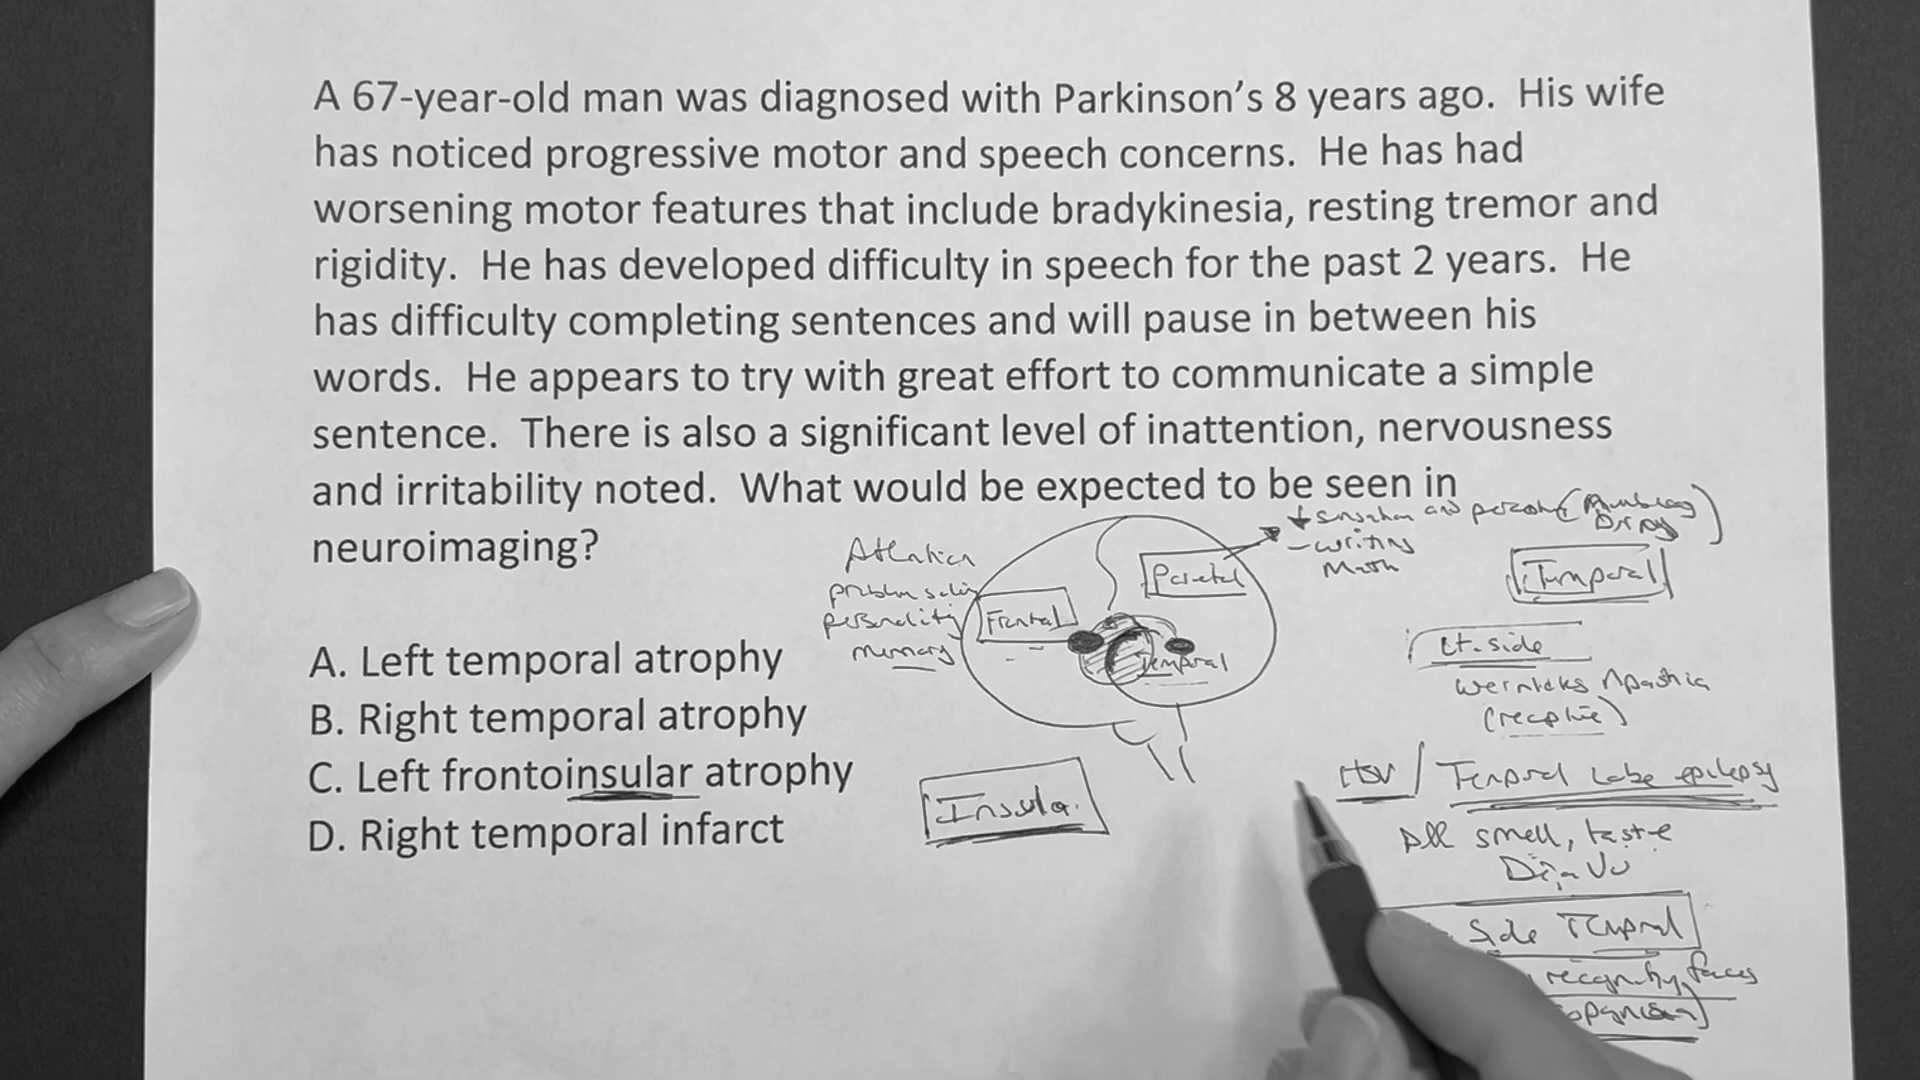 A 67-year-old man was diagnosed with Parkinson's 8 years ago. His wife
has noticed progressive motor and speech concerns. He has had
worsening motor features that include bradykinesia, resting tremor and
rigidity. He has developed difficulty in speech for the past 2 years. He
has difficulty completing sentences and will pause in between his
words. He appears to try with great effort to communicate a simple
sentence. There is also a significant level of inattention, nervousness
and irritability noted. What would be expected to be seen in
neuroimaging?
A. Left temporal atrophy
B. Right temporal atrophy
C. Left frontoinsular atrophy
D. Right temporal infarct
Attention
personality
memory
Frontal
Parietal
Temporal
Insula.
and
-writing
Math
Temporal
Lt. side
(receptive)
HSV / Temporal Lobe epilepsy
smell, taste
Deja Vu
Side Temporal
faces